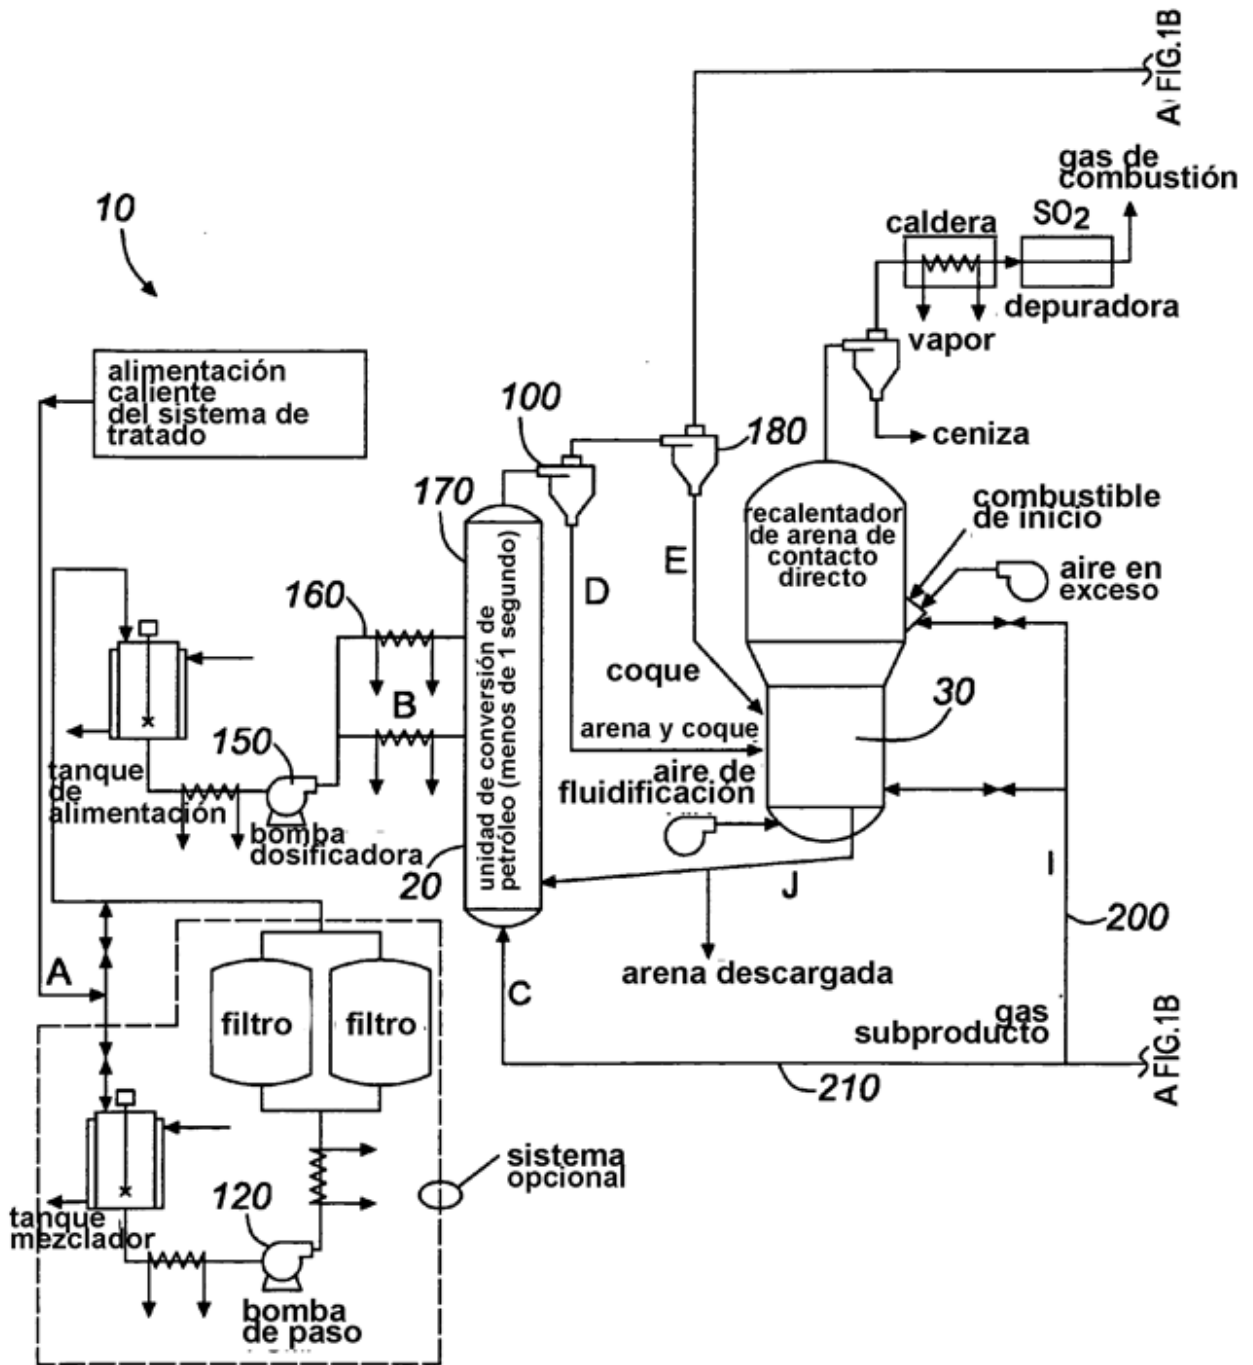 A FIG.1B
gas de
combustión
10
SO2
caldera
depuradora
vapor
alimentación
caliente
del sistema de
tratado
100
180
ceniza
170
combustible
de inicio
recalentador
de arena de
contacto
directo
aire en
exceso
E
D
160
unidad de conversión de
petróleo (menos de 1 segundo)
coque
30
B
arena y coque
150
aire de
fluidificación
tanque
de
alimentación
bomba
dosificadora
20
J
I
200
A
arena descargada
C
filtro
filtro
gas
subproducto
210
A FIG.1B
sistema
opcional
120
tanque
mezclador
bomba
de paso